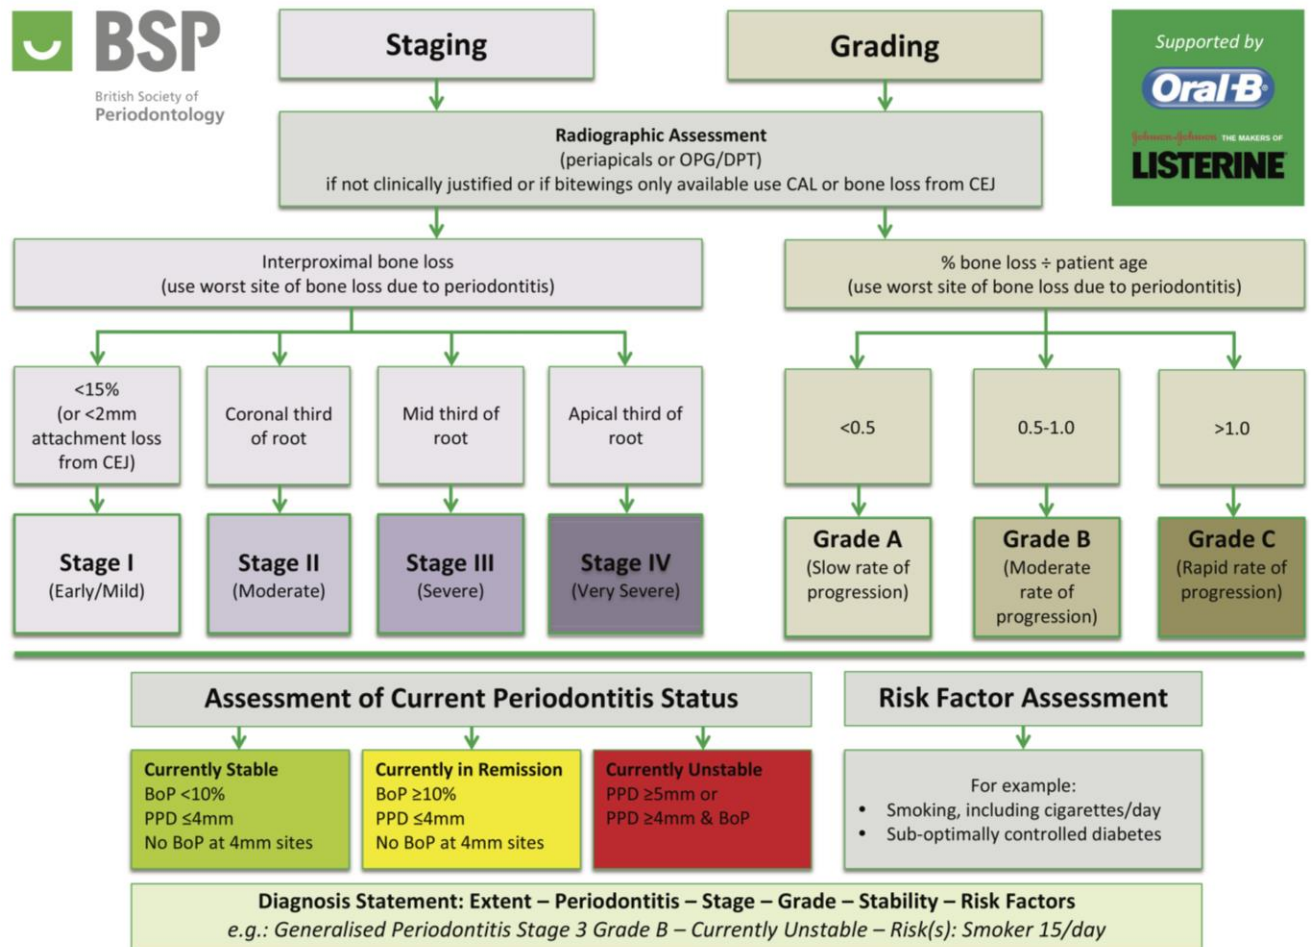 BSP
British Society of
Periodontology
Staging
Grading
Supported by
Oral-B
Johnson & Johnson THE MAKERS OF
LISTERINE
Radiographic Assessment
(periapicals or OPG/DPT)
if not clinically justified or if bitewings only available use CAL or bone loss from CEJ
Interproximal bone loss
(use worst site of bone loss due to periodontitis)
% bone loss ÷ patient age
(use worst site of bone loss due to periodontitis)
<15%
(or <2mm
attachment loss
from CEJ)
Coronal third
of root
Mid third of
root
Apical third of
root
<0.5
0.5-1.0
>1.0
Stage I
(Early/Mild)
Stage II
(Moderate)
Stage III
(Severe)
Stage IV
(Very Severe)
Grade A
(Slow rate of
progression)
Grade B
(Moderate
rate of
progression)
Grade C
(Rapid rate of
progression)
Assessment of Current Periodontitis Status
Risk Factor Assessment
Currently Stable
BoP <10%
PPD ≤4mm
No BoP at 4mm sites
Currently in Remission
BoP ≥10%
PPD ≤4mm
No BoP at 4mm sites
Currently Unstable
PPD ≥5mm or
PPD ≥4mm & BoP
For example:
• Smoking, including cigarettes/day
• Sub-optimally controlled diabetes
Diagnosis Statement: Extent – Periodontitis – Stage – Grade – Stability – Risk Factors
e.g.: Generalised Periodontitis Stage 3 Grade B – Currently Unstable – Risk(s): Smoker 15/day